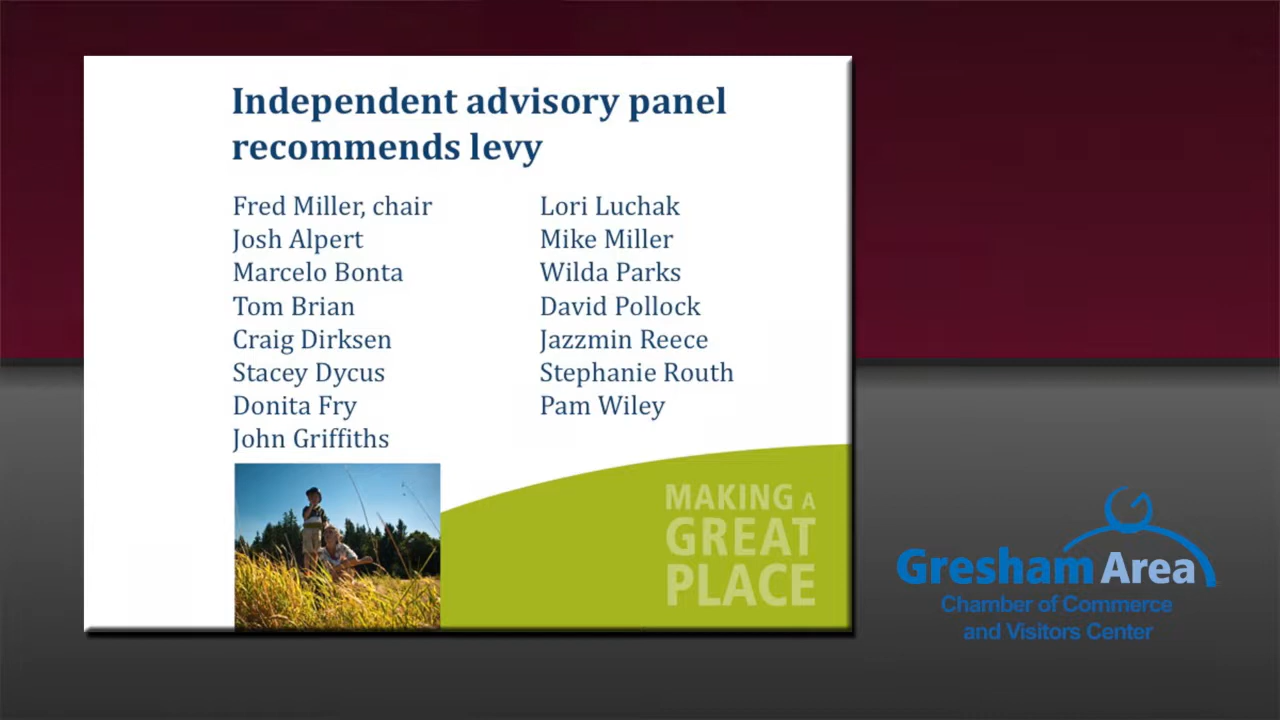 Independent advisory panel
recommends levy
Fred Miller, chair
Josh Alpert
Marcelo Bonta
Tom Brian
Craig Dirksen
Stacey Dycus
Donita Fry
John Griffiths
Lori Luchak
Mike Miller
Wilda Parks
David Pollock
Jazzmin Reece
Stephanie Routh
Pam Wiley
MAKING A
GREAT
PLACE
Gresham Area
Chamber of Commerce
and Visitors Center